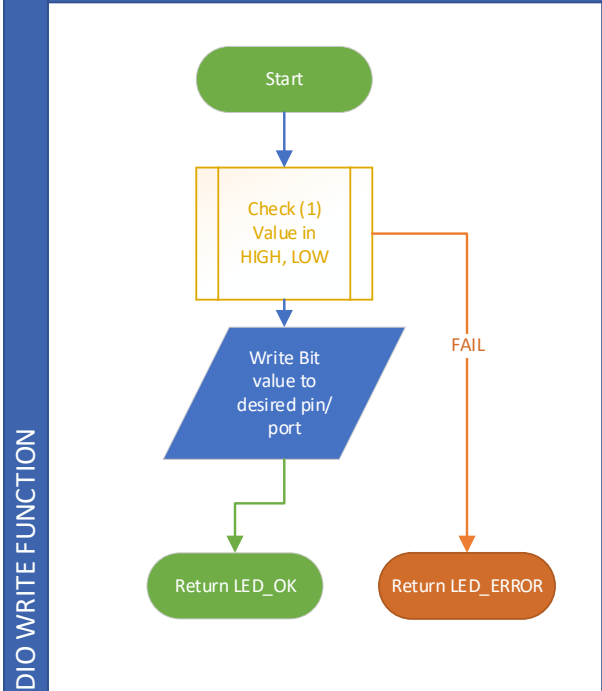 DIO WRITE FUNCTION
Start
Check (1)
Value in
HIGH, LOW
FAIL
Write Bit
value to
desired pin/
port
Return LED_OK
Return LED_ERROR